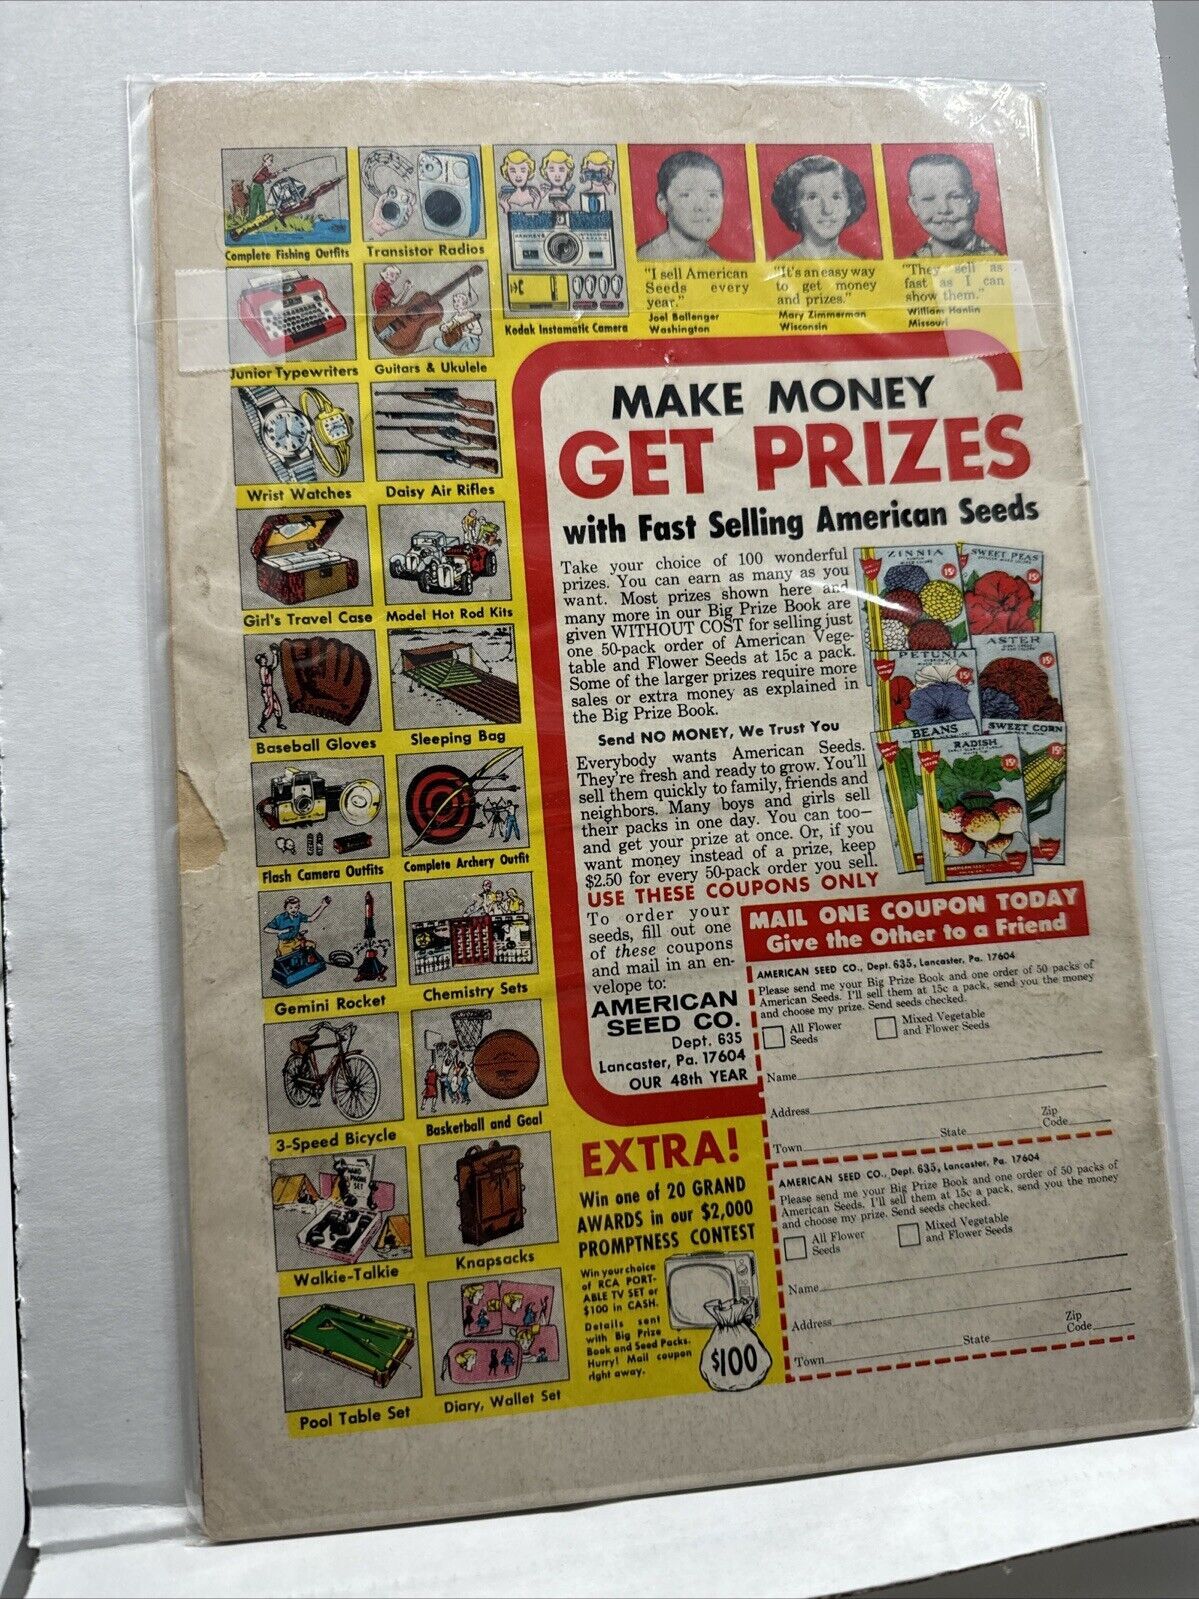 Complete Fishing Outfits
Transistor Radios
Kodak Instamatic Camera
Junior Typewriters
Guitars & Ukulele
Wrist Watches
Daisy Air Rifles
Girl's Travel Case
Model Hot Rod Kits
Baseball Gloves
Sleeping Bag
Flash Camera Outfits
Complete Archery Outfit
Gemini Rocket
Chemistry Sets
3-Speed Bicycle
Basketball and Goal
Walkie-Talkie
Knapsacks
Pool Table Set
Diary, Wallet Set
"I sell American
Seeds every
year."
Joel Ballenger
Washington
"It's an easy way
to get money
and prizes."
Mary Zimmerman
Wisconsin
"They sell as
fast as I can
show them."
William Hanlin
Missouri
MAKE MONEY
GET PRIZES
with Fast Selling American Seeds
Take your choice of 100 wonderful
prizes. You can earn as many as you
want. Most prizes shown here and
many more in our Big Prize Book are
given WITHOUT COST for selling just
one 50-pack order of American Vege-
table and Flower Seeds at 15c a pack.
Some of the larger prizes require more
sales or extra money as explained in
the Big Prize Book.
Send NO MONEY, We Trust You
Everybody wants American Seeds.
They're fresh and ready to grow. You'll
sell them quickly to family, friends and
neighbors. Many boys and girls sell
their packs in one day. You can too—
and get your prize at once. Or, if you
want money instead of a prize, keep
$2.50 for every 50-pack order you sell.
USE THESE COUPONS ONLY
To order your
seeds, fill out one
of these coupons
and mail in an en-
velope to:
AMERICAN
SEED CO.
Dept. 635
Lancaster, Pa. 17604
OUR 48th YEAR
ZINNIA
15¢
SWEET PEAS
15¢
PETUNIA
15¢
ASTER
15¢
BEANS
SWEET CORN
15¢
RADISH
15¢
MAIL ONE COUPON TODAY
Give the Other to a Friend
AMERICAN SEED CO., Dept. 635, Lancaster, Pa. 17604
Please send me your Big Prize Book and one order of 50 packs of
American Seeds. I'll sell them at 15c a pack, send you the money
and choose my prize. Send seeds checked.
All Flower
Seeds
Mixed Vegetable
and Flower Seeds
Name
Address
Town State Zip Code
AMERICAN SEED CO., Dept. 635, Lancaster, Pa. 17604
Please send me your Big Prize Book and one order of 50 packs of
American Seeds. I'll sell them at 15c a pack, send you the money
and choose my prize. Send seeds checked.
All Flower
Seeds
Mixed Vegetable
and Flower Seeds
Name
Address
Town State Zip Code
EXTRA!
Win one of 20 GRAND
AWARDS in our $2,000
PROMPTNESS CONTEST
Win your choice
of RCA PORT-
ABLE TV SET or
$100 in CASH.
Details sent
with Big Prize
Book and Seed Packs.
Hurry! Mail coupon
right away.
$100